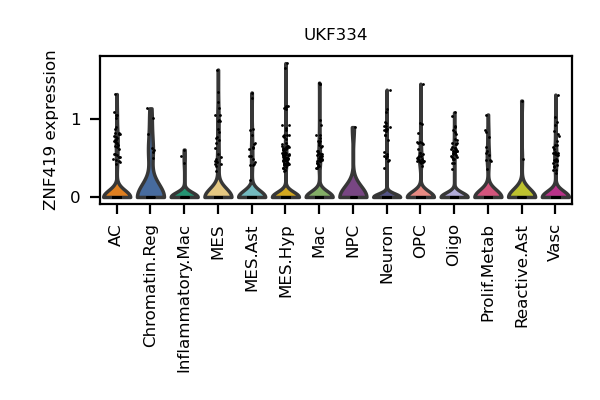 UKF334
ZNF419 expression
1
0
AC
Chromatin.Reg
Inflammatory.Mac
MES
MES.Ast
MES.Hyp
Mac
NPC
Neuron
OPC
Oligo
Prolif.Metab
Reactive.Ast
Vasc